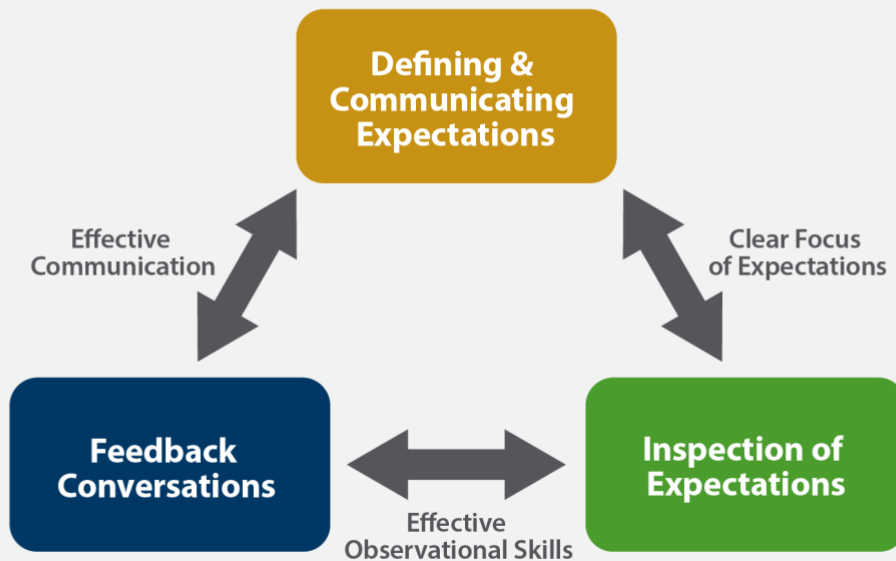 Defining &
Communicating
Expectations
Effective
Communication
Clear Focus
of Expectations
Feedback
Conversations
Inspection of
Expectations
Effective
Observational Skills